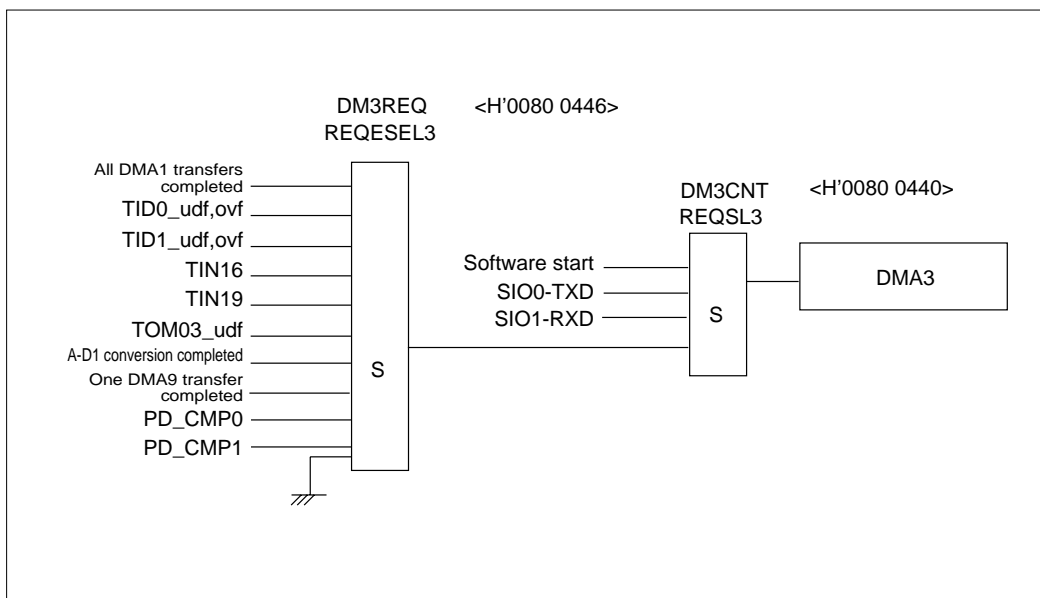 DM3REQ <H'0080 0446>
REQESEL3
All DMA1 transfers
completed
TID0_udf,ovf
TID1_udf,ovf
TIN16
TIN19
TOM03_udf
A-D1 conversion completed
One DMA9 transfer
completed
PD_CMP0
PD_CMP1
S
DM3CNT <H'0080 0440>
REQSL3
Software start
SIO0-TXD
SIO1-RXD
S
DMA3